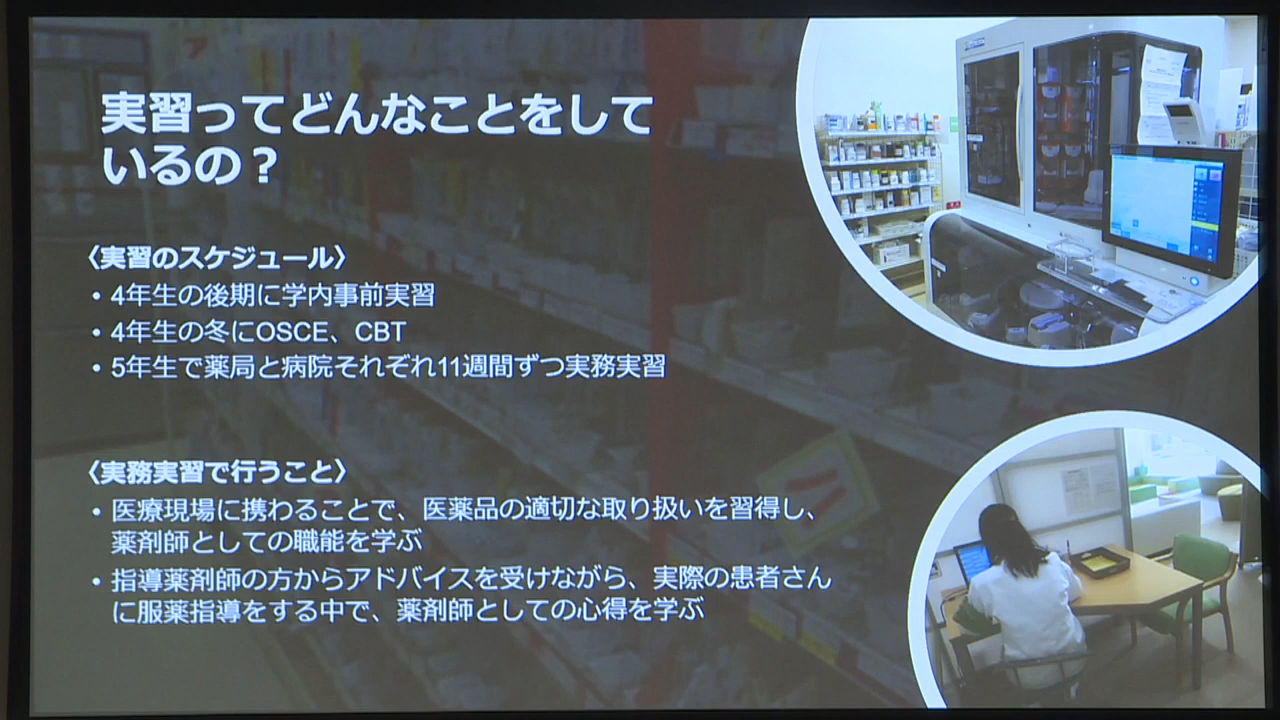 実習ってどんなことをして
いるの？
〈実習のスケジュール〉
• 4年生の後期に学内事前実習
• 4年生の冬にOSCE、CBT
• 5年生で薬局と病院それぞれ11週間ずつ実務実習
〈実務実習で行うこと〉
• 医療現場に携わることで、医薬品の適切な取り扱いを習得し、
薬剤師としての職能を学ぶ
• 指導薬剤師の方からアドバイスを受けながら、実際の患者さん
に服薬指導をする中で、薬剤師としての心得を学ぶ